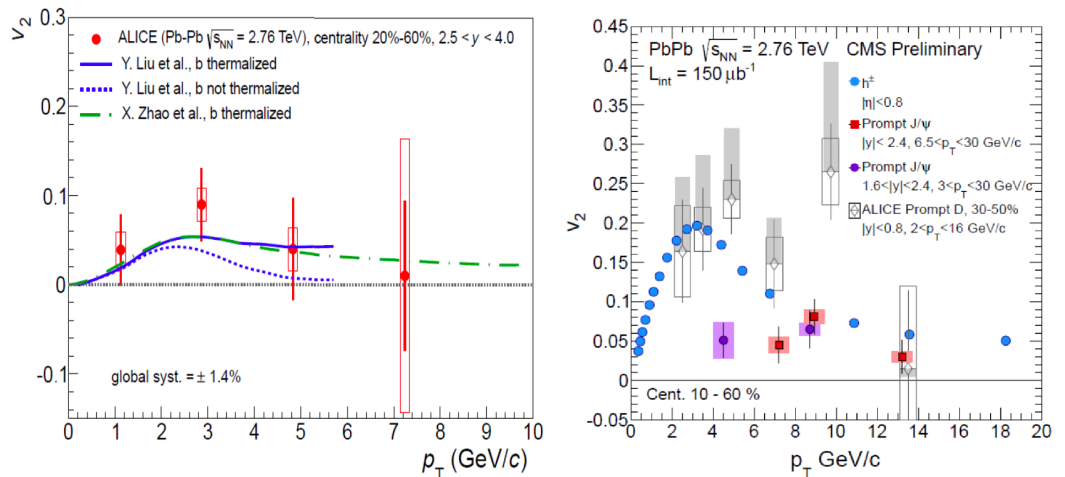 v₂
0.3
0.2
0.1
0
-0.1
ALICE (Pb-Pb √sNN = 2.76 TeV), centrality 20%-60%, 2.5 < y < 4.0
Y. Liu et al., b thermalized
Y. Liu et al., b not thermalized
X. Zhao et al., b thermalized
global syst. = ± 1.4%
0 1 2 3 4 5 6 7 8 9 10
pT (GeV/c)
v₂
0.45
0.4
0.35
0.3
0.25
0.2
0.15
0.1
0.05
0
-0.05
PbPb √sNN = 2.76 TeV CMS Preliminary
Lint = 150 μb⁻¹
h±
|η|<0.8
Prompt J/ψ
|y|< 2.4, 6.5<pT<30 GeV/c
Prompt J/ψ
1.6<|y|<2.4, 3<pT<30 GeV/c
ALICE Prompt D, 30-50%
|y|<0.8, 2<pT<16 GeV/c
Cent. 10 - 60 %
0 2 4 6 8 10 12 14 16 18 20
pT GeV/c